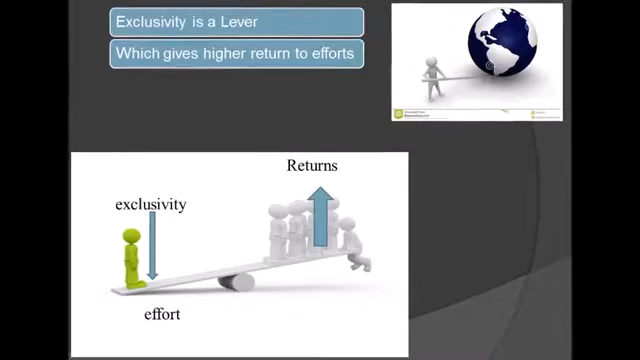 Exclusivity is a Lever
Which gives higher return to efforts
Returns
exclusivity
effort